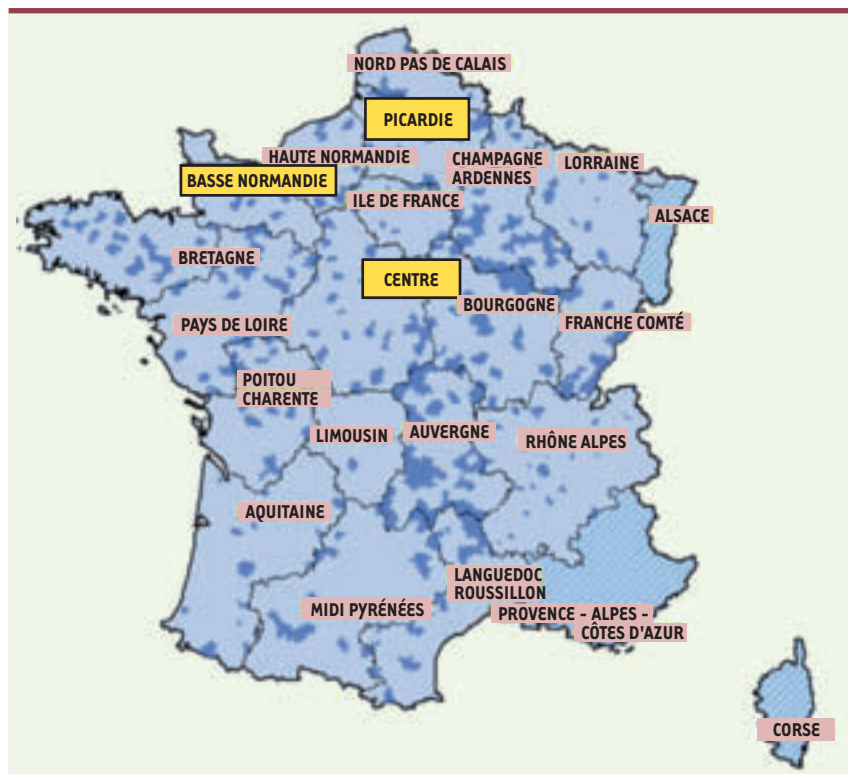 NORD PAS DE CALAIS
PICARDIE
HAUTE NORMANDIE
CHAMPAGNE
ARDENNES
LORRAINE
BASSE NORMANDIE
ILE DE FRANCE
ALSACE
BRETAGNE
CENTRE
BOURGOGNE
PAYS DE LOIRE
FRANCHE COMTÉ
POITOU
CHARENTE
LIMOUSIN
AUVERGNE
RHÔNE ALPES
AQUITAINE
LANGUEDOC
ROUSSILLON
MIDI PYRÉNÉES
PROVENCE - ALPES -
CÔTES D'AZUR
CORSE